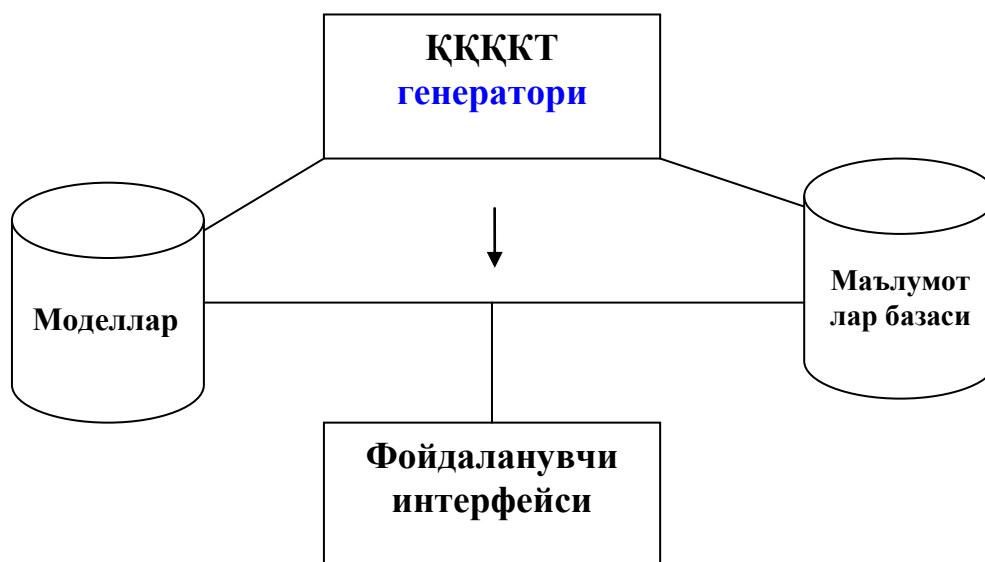 ҚҚҚКТ
генератори
Моделлар
Маълумот
лар базаси
Фойдаланувчи
интерфейси